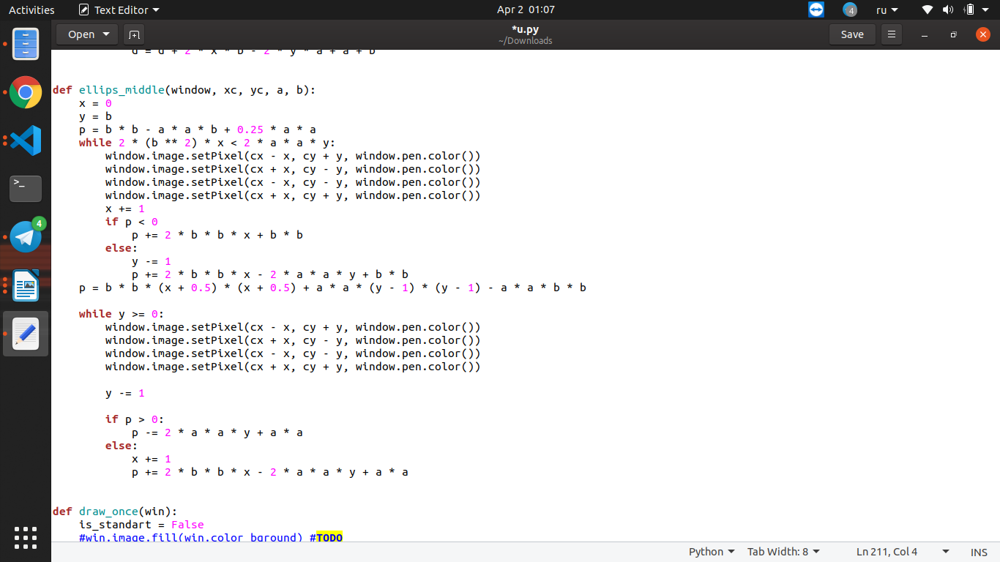 Activities Text Editor Apr 2 01:07 4 ru
Open *u.py Save
~/Downloads
d = d + 2 * x * b - 2 * y * a + a + b
def ellips_middle(window, xc, yc, a, b):
x = 0
y = b
p = b * b - a * a * b + 0.25 * a * a
while 2 * (b ** 2) * x < 2 * a * a * y:
window.image.setPixel(cx - x, cy + y, window.pen.color())
window.image.setPixel(cx + x, cy - y, window.pen.color())
window.image.setPixel(cx - x, cy - y, window.pen.color())
window.image.setPixel(cx + x, cy + y, window.pen.color())
x += 1
if p < 0
p += 2 * b * b * x + b * b
else:
y -= 1
p += 2 * b * b * x - 2 * a * a * y + b * b
p = b * b * (x + 0.5) * (x + 0.5) + a * a * (y - 1) * (y - 1) - a * a * b * b
while y >= 0:
window.image.setPixel(cx - x, cy + y, window.pen.color())
window.image.setPixel(cx + x, cy - y, window.pen.color())
window.image.setPixel(cx - x, cy - y, window.pen.color())
window.image.setPixel(cx + x, cy + y, window.pen.color())
y -= 1
if p > 0:
p -= 2 * a * a * y + a * a
else:
x += 1
p += 2 * b * b * x - 2 * a * a * y + a * a
def draw_once(win):
is_standart = False
#win.image.fill(win.color_bground) #TODO
Python Tab Width: 8 Ln 211, Col 4 INS
>_
4